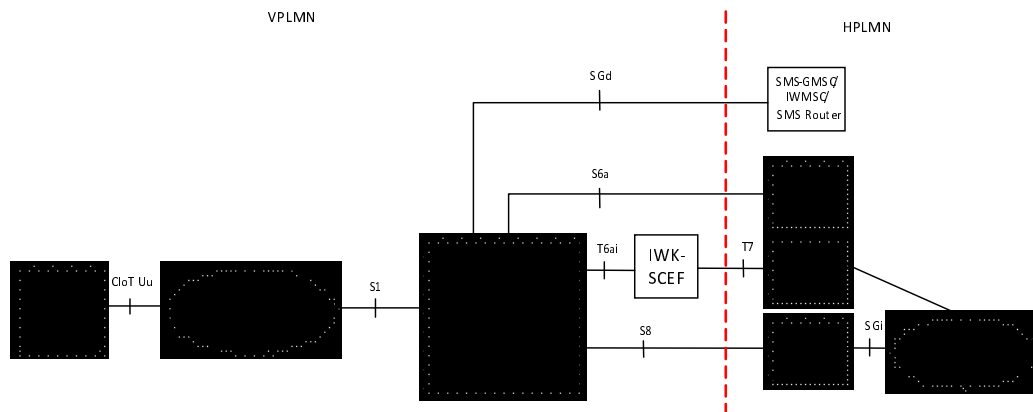 VPLMN
HPLMN
SGd
SMS-GMSC/
IWMSC/
SMS Router
S6a
T6ai
IWK-
SCEF
T7
CIoT Uu
S1
S8
SGi